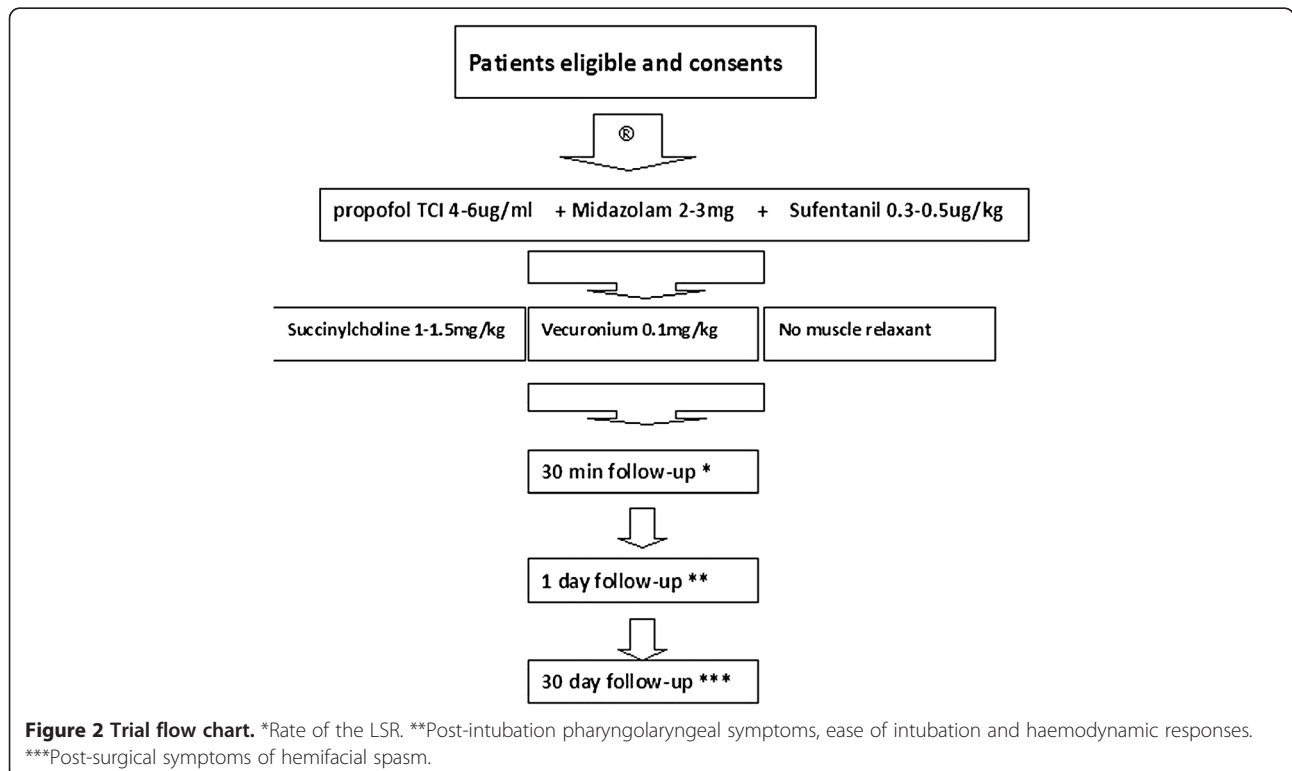 Patients eligible and consents
®
propofol TCI 4-6ug/ml + Midazolam 2-3mg + Sufentanil 0.3-0.5ug/kg
Succinylcholine 1-1.5mg/kg Vecuronium 0.1mg/kg No muscle relaxant
30 min follow-up *
1 day follow-up **
30 day follow-up ***
Figure 2 Trial flow chart. *Rate of the LSR. **Post-intubation pharyngolaryngeal symptoms, ease of intubation and haemodynamic responses.
***Post-surgical symptoms of hemifacial spasm.